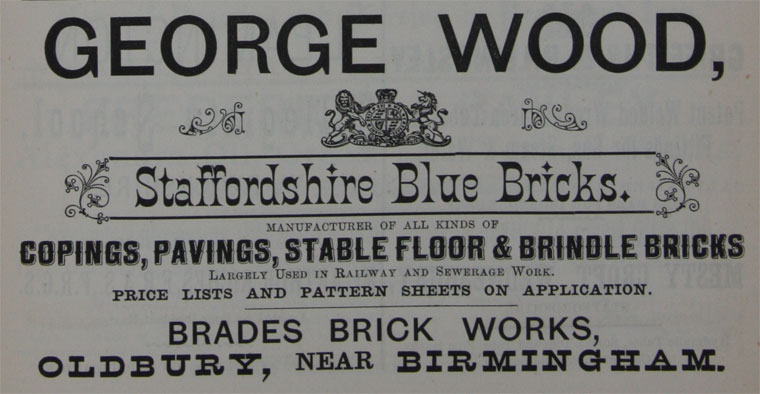 GEORGE WOOD,
Staffordshire Blue Bricks.
MANUFACTURER OF ALL KINDS OF
COPINGS, PAVINGS, STABLE FLOOR & BRINDLE BRICKS
LARGELY USED IN RAILWAY AND SEWERAGE WORK.
PRICE LISTS AND PATTERN SHEETS ON APPLICATION.
BRADES BRICK WORKS,
OLDBURY, NEAR BIRMINGHAM.